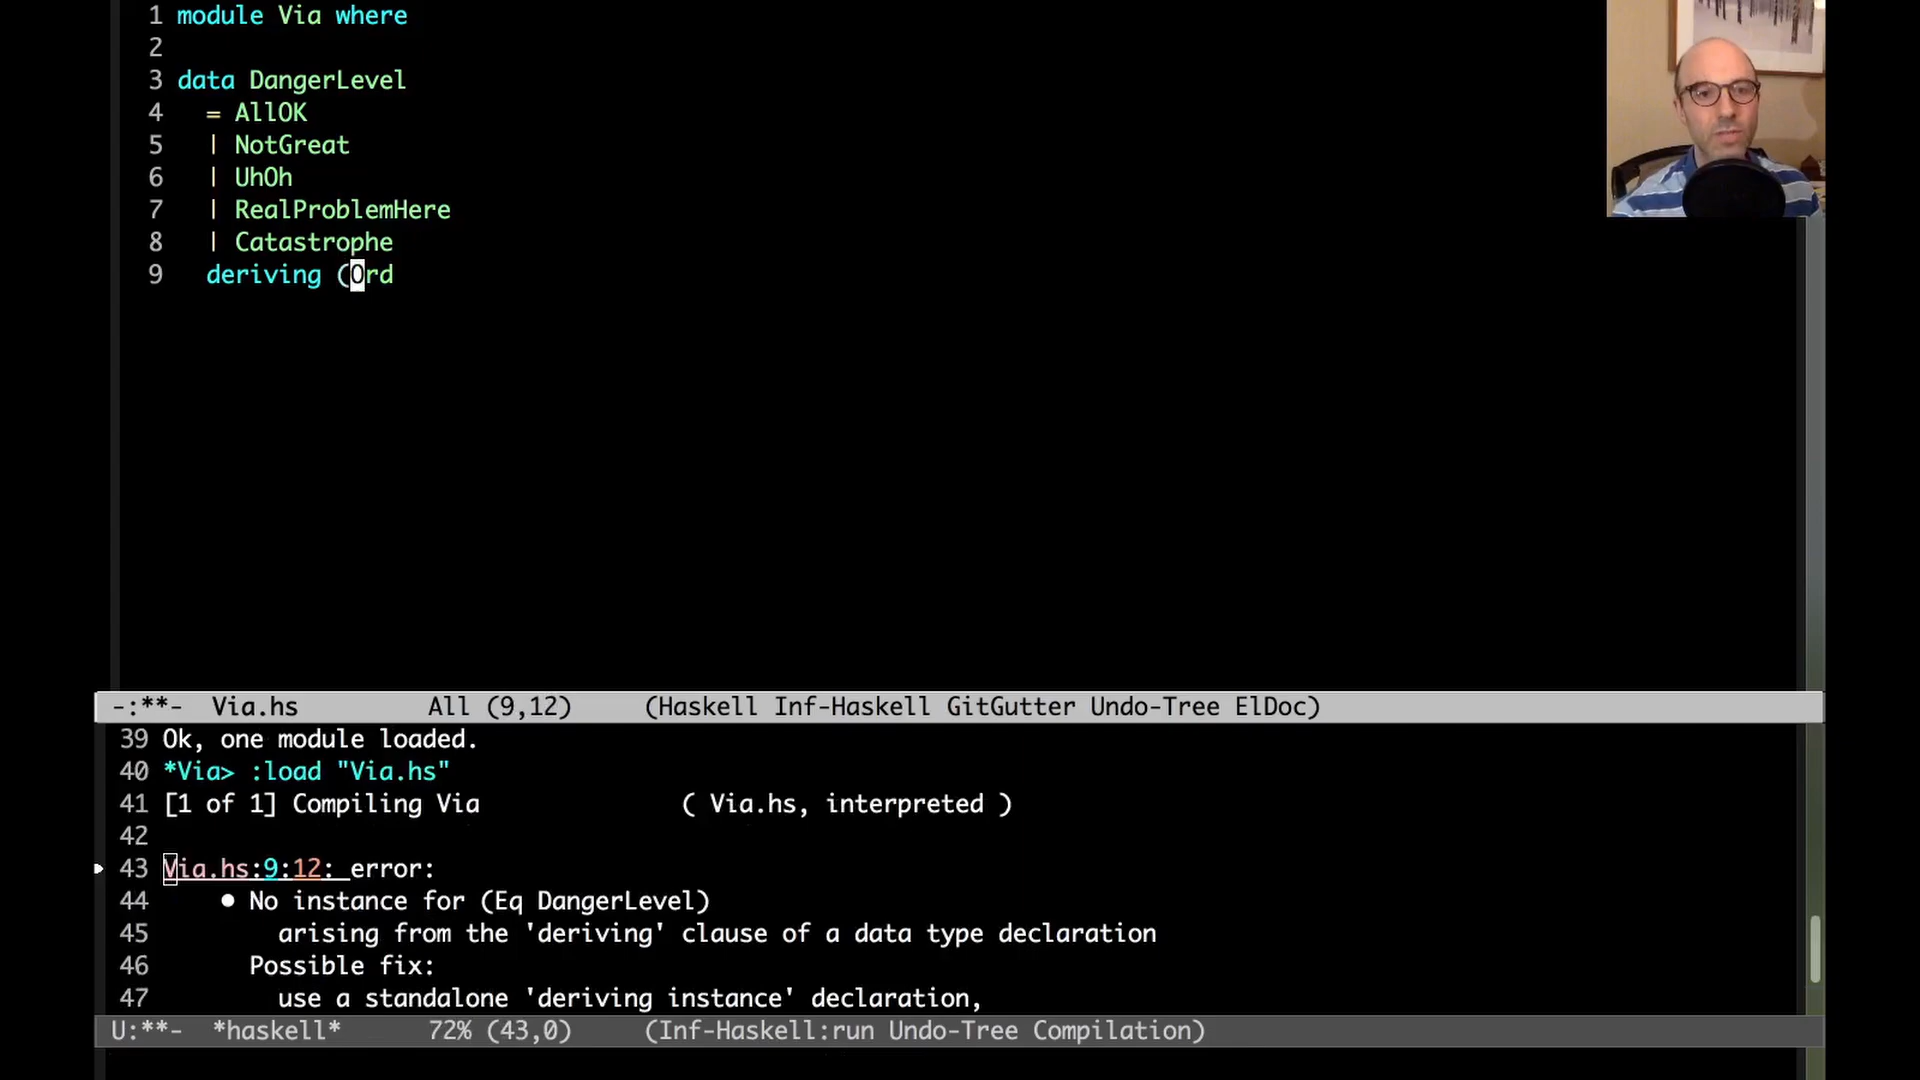 1 module Via where
2
3 data DangerLevel
4   = AllOK
5   | NotGreat
6   | UhOh
7   | RealProblemHere
8   | Catastrophe
9   deriving (Ord
-:**-  Via.hs         All (9,12)     (Haskell Inf-Haskell GitGutter Undo-Tree ElDoc)
39 Ok, one module loaded.
40 *Via> :load "Via.hs"
41 [1 of 1] Compiling Via              ( Via.hs, interpreted )
42
43 Via.hs:9:12: error:
44     • No instance for (Eq DangerLevel)
45         arising from the 'deriving' clause of a data type declaration
46       Possible fix:
47         use a standalone 'deriving instance' declaration,
U:**-  *haskell*      72% (43,0)     (Inf-Haskell:run Undo-Tree Compilation)